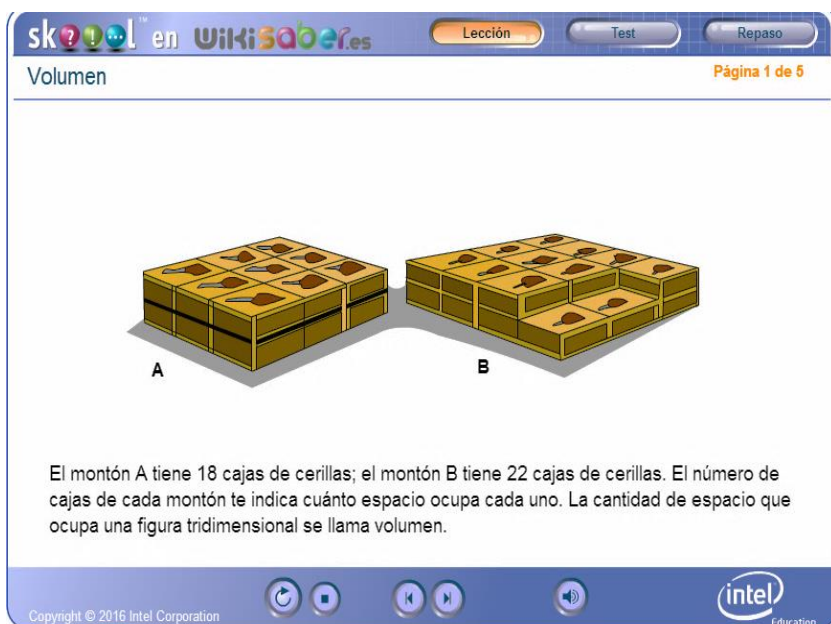 skoool™ en wikisaber.es
Lección
Test
Repaso
Volumen
Página 1 de 5
A
B
El montón A tiene 18 cajas de cerillas; el montón B tiene 22 cajas de cerillas. El número de
cajas de cada montón te indica cuánto espacio ocupa cada uno. La cantidad de espacio que
ocupa una figura tridimensional se llama volumen.
Copyright © 2016 Intel Corporation
intel
Education